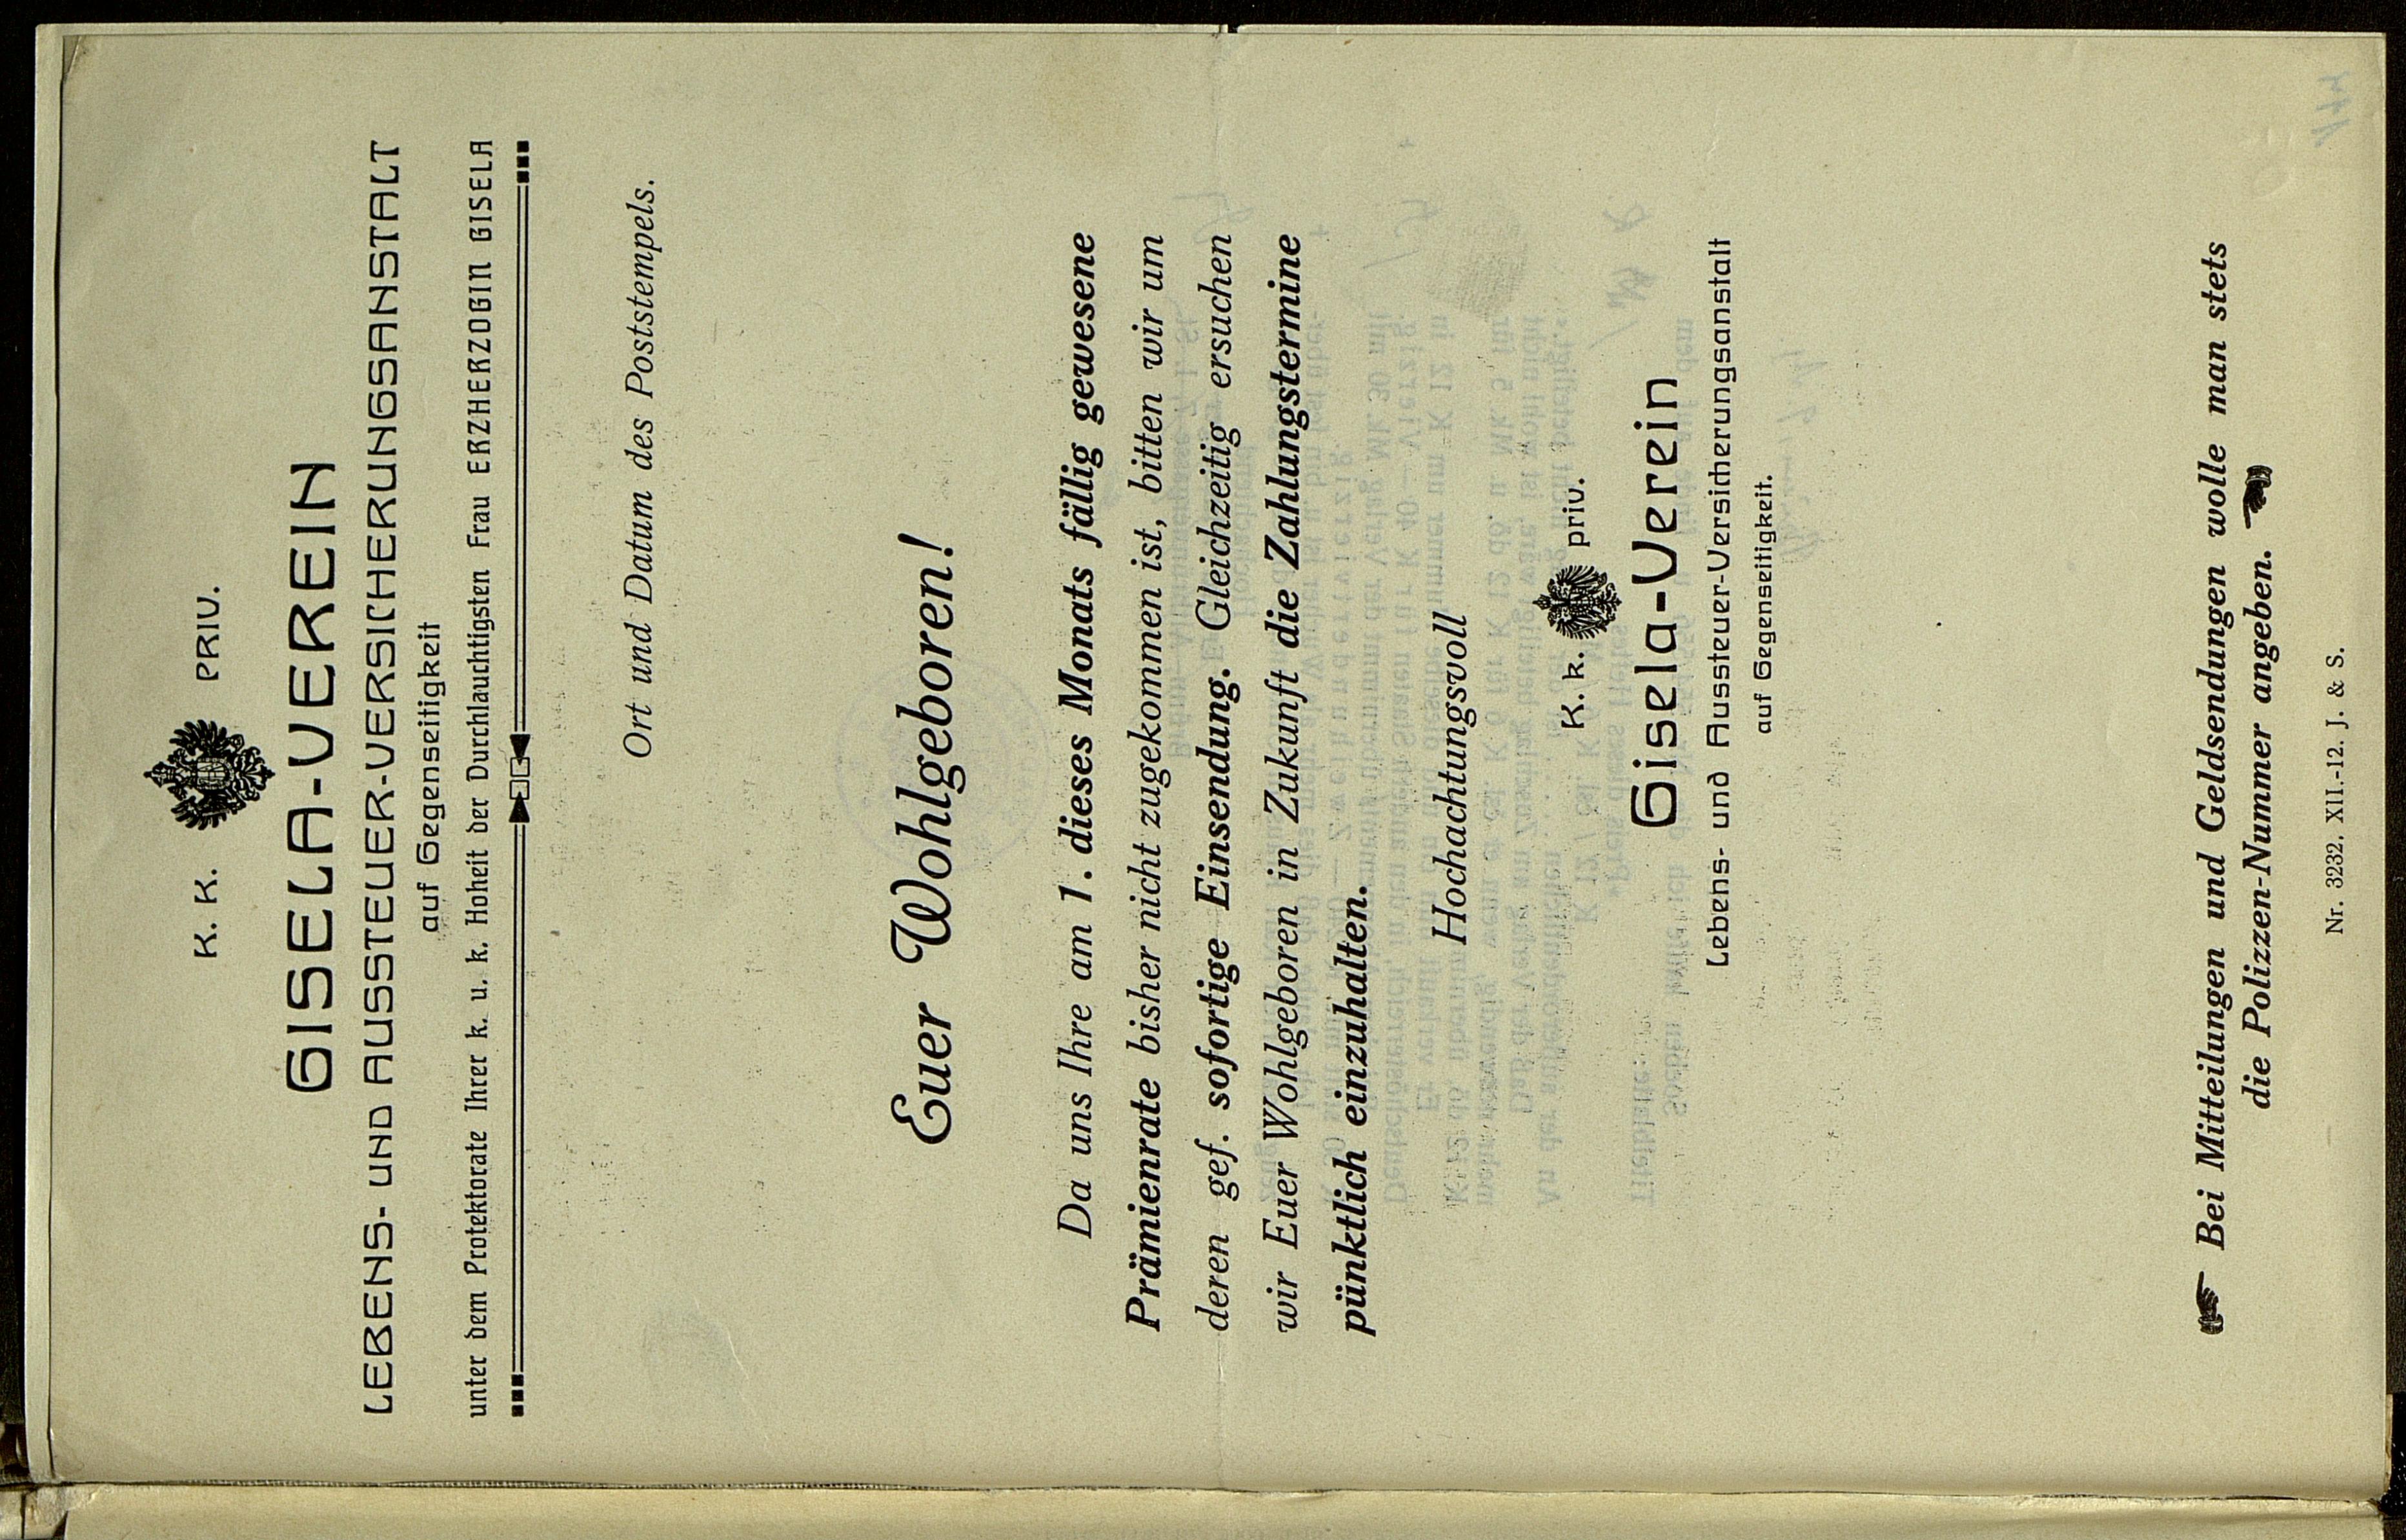 K. K. PRIV.
GISELA-VEREIN
LEBENS- UND AUSSTEUER-VERSICHERUNGSANSTALT
auf Gegenseitigkeit
unter dem Protektorate Ihrer k. u. k. Hoheit der Durchlauchtigsten Frau ERZHERZOGIN GISELA
Ort und Datum des Poststempels.
Euer Wohlgeboren!
Da uns Ihre am 1. dieses Monats fällig gewesene
Prämienrate bisher nicht zugekommen ist, bitten wir um
deren gef. sofortige Einsendung. Gleichzeitig ersuchen
wir Euer Wohlgeboren in Zukunft die Zahlungstermine
pünktlich einzuhalten.
Hochachtungsvoll
K. k. priv.
Gisela-Verein
Lebens- und Aussteuer-Versicherungsanstalt
auf Gegenseitigkeit.
Bei Mitteilungen und Geldsendungen wolle man stets
die Polizzen-Nummer angeben.
Nr. 3232. XII.-12. J. & S.